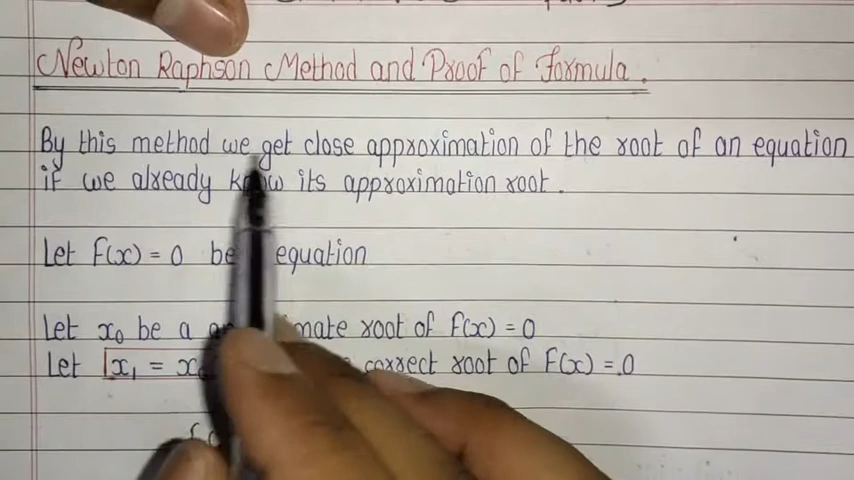 Newton Raphson Method and Proof of Formula.
By this method we get close approximation of the root of an equation
if we already know its approximation root.
Let f(x) = 0 be equation
Let x₀ be a root of f(x) = 0
Let x₁ = x₀ correct root of f(x) = 0